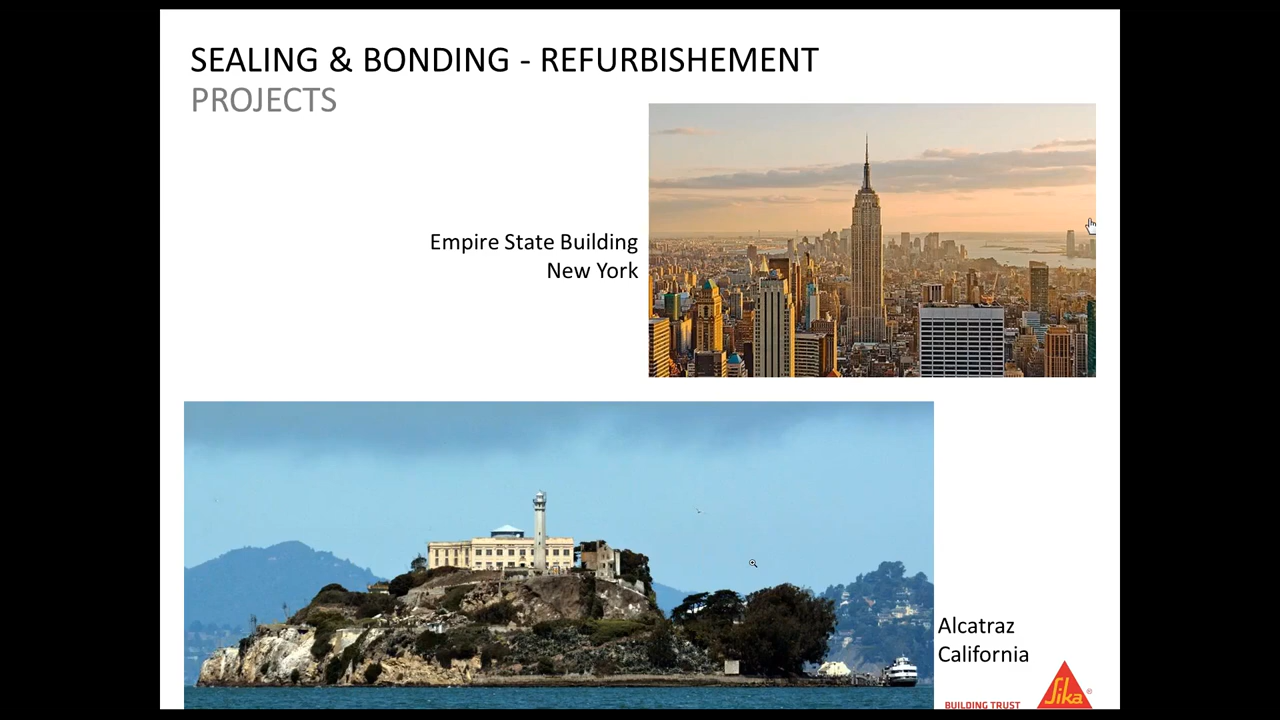 SEALING & BONDING - REFURBISHEMENT
PROJECTS
Empire State Building
New York
Alcatraz
California
BUILDING TRUST
Sika®